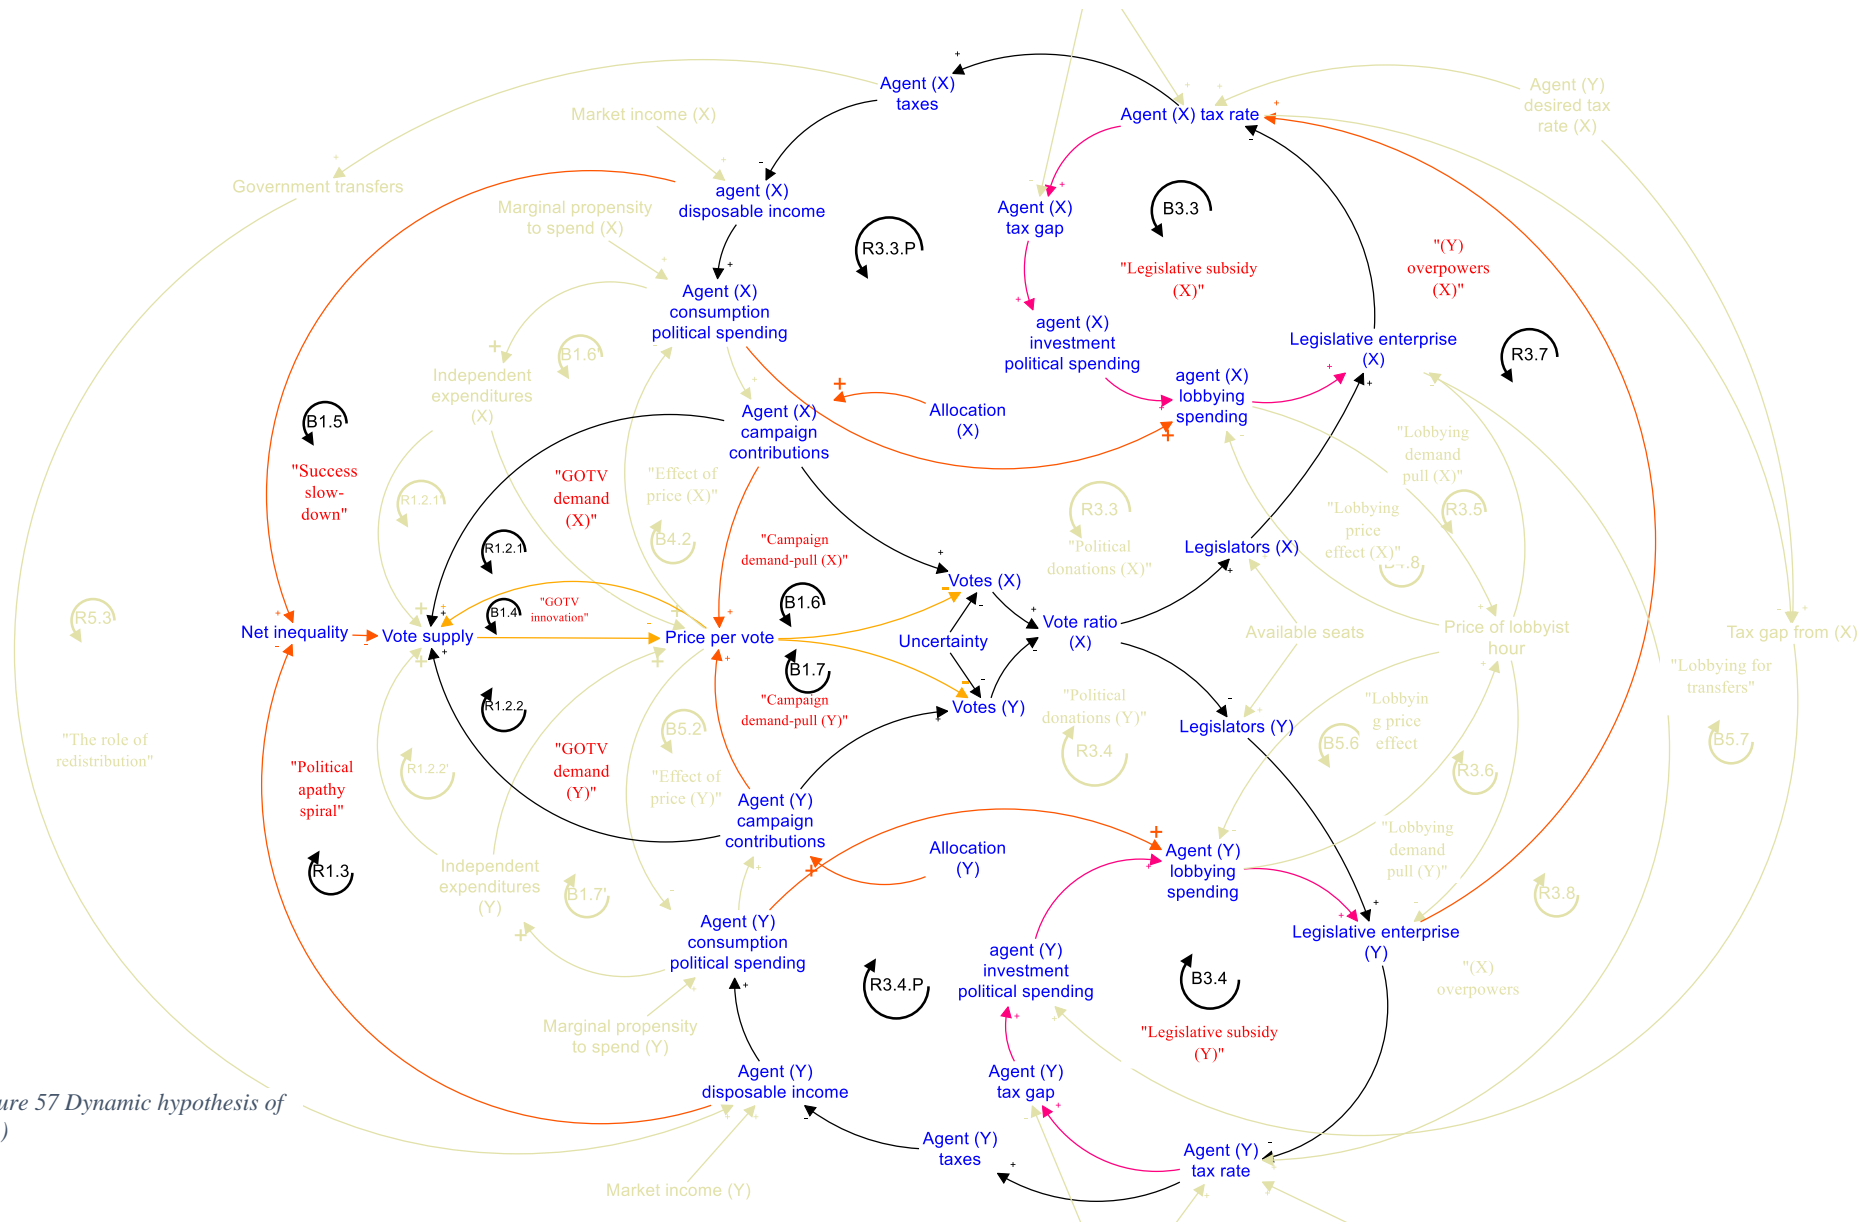 Agent (X)
taxes
Agent (X) tax rate
Agent (Y)
desired tax
rate (X)
Market income (X)
Government transfers
agent (X)
disposable income
Marginal propensity
to spend (X)
Agent (X)
tax gap
B3.3
R3.3.P
"Legislative subsidy
(X)"
"(Y)
overpowers
(X)"
Agent (X)
consumption
political spending
agent (X)
investment
political spending
Legislative enterprise
(X)
R3.7
B1.6'
Independent
expenditures
(X)
agent (X)
lobbying
spending
Allocation
(X)
Agent (X)
campaign
contributions
B1.5
"Success
slow-
down"
"GOTV
demand
(X)"
"Effect of
price (X)"
"Lobbying
demand
pull (X)"
R1.2.1'
R3.3
R3.5
"Lobbying
price
effect (X)"
R1.2.1
B4.2
"Campaign
demand-pull (X)"
"Political
donations (X)"
Legislators (X)
B4.8
Votes (X)
R5.3
B1.4
"GOTV
innovation"
B1.6
Net inequality
Vote supply
Price per vote
Uncertainty
Vote ratio
(X)
Available seats
Price of lobbyist
hour
Tax gap from (X)
B1.7
"Lobbying for
transfers"
R1.2.2
"Campaign
demand-pull (Y)"
Votes (Y)
"Political
donations (Y)"
Legislators (Y)
"Lobbyin
g price
effect
B5.2
B5.6
B5.7
"The role of
redistribution"
R1.2.2'
"GOTV
demand
(Y)"
"Effect of
price (Y)"
R3.4
R3.6
"Political
apathy
spiral"
Agent (Y)
campaign
contributions
"Lobbying
demand
pull (Y)"
Allocation
(Y)
Agent (Y)
lobbying
spending
R1.3
Independent
expenditures
(Y)
B1.7'
R3.8
Agent (Y)
consumption
political spending
Legislative enterprise
(Y)
agent (Y)
investment
political spending
R3.4.P
B3.4
"(X)
overpowers
Marginal propensity
to spend (Y)
"Legislative subsidy
(Y)"
Agent (Y)
disposable income
Agent (Y)
tax gap
ure 57 Dynamic hypothesis of
)
Agent (Y)
taxes
Agent (Y)
tax rate
Market income (Y)